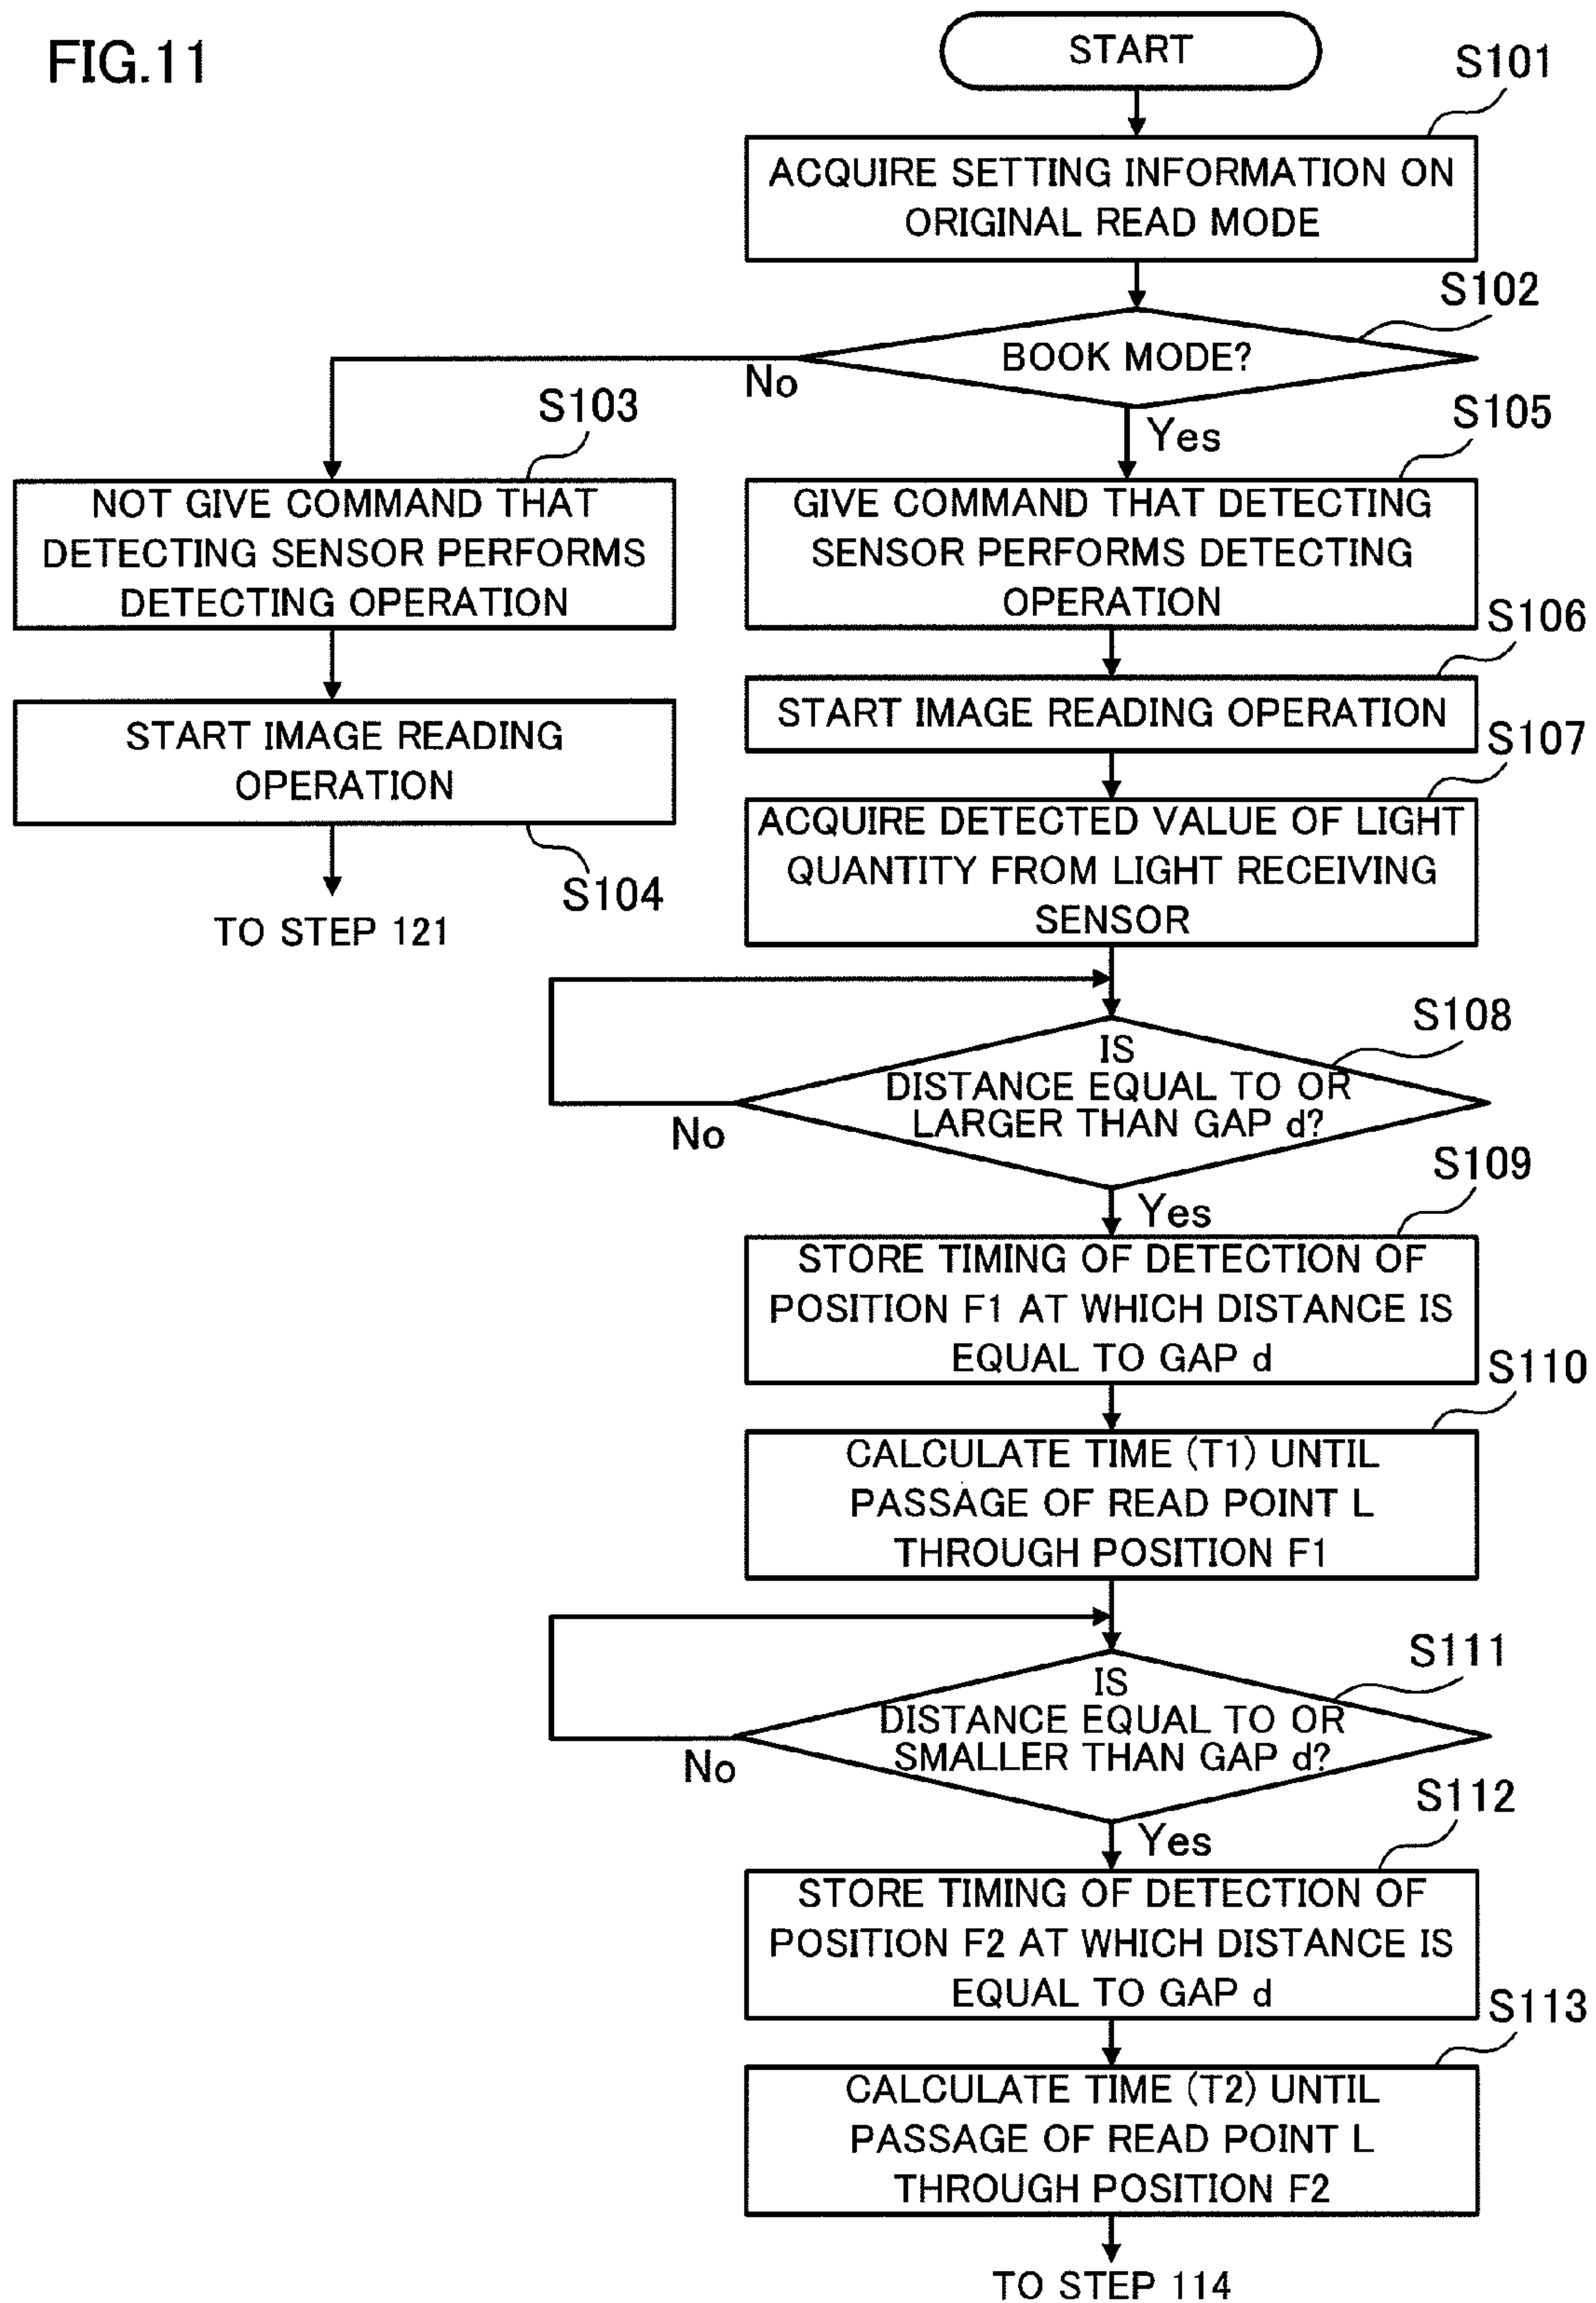 FIG.11
START
S101
ACQUIRE SETTING INFORMATION ON
ORIGINAL READ MODE
S102
BOOK MODE?
No
Yes
S103
NOT GIVE COMMAND THAT
DETECTING SENSOR PERFORMS
DETECTING OPERATION
START IMAGE READING
OPERATION
S104
TO STEP 121
S105
GIVE COMMAND THAT DETECTING
SENSOR PERFORMS DETECTING
OPERATION
S106
START IMAGE READING OPERATION
S107
ACQUIRE DETECTED VALUE OF LIGHT
QUANTITY FROM LIGHT RECEIVING
SENSOR
S108
IS
DISTANCE EQUAL TO OR
LARGER THAN GAP d?
No
Yes
S109
STORE TIMING OF DETECTION OF
POSITION F1 AT WHICH DISTANCE IS
EQUAL TO GAP d
S110
CALCULATE TIME (T1) UNTIL
PASSAGE OF READ POINT L
THROUGH POSITION F1
S111
IS
DISTANCE EQUAL TO OR
SMALLER THAN GAP d?
No
Yes
S112
STORE TIMING OF DETECTION OF
POSITION F2 AT WHICH DISTANCE IS
EQUAL TO GAP d
S113
CALCULATE TIME (T2) UNTIL
PASSAGE OF READ POINT L
THROUGH POSITION F2
TO STEP 114